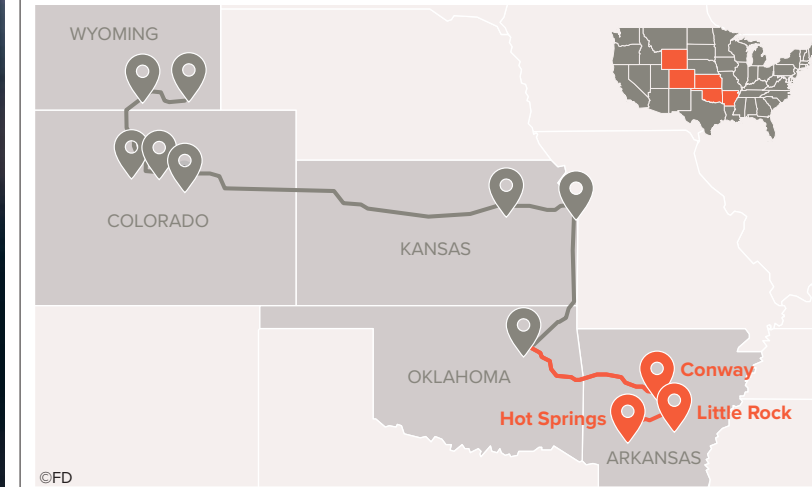 WYOMING
COLORADO
KANSAS
OKLAHOMA
Conway
Little Rock
Hot Springs
ARKANSAS
©FD